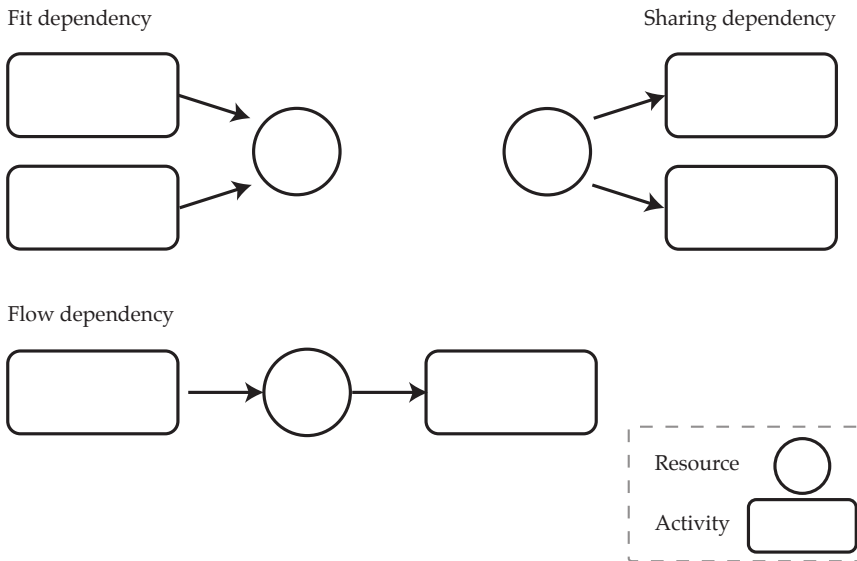 Fit dependency
Sharing dependency
Flow dependency
Resource
Activity